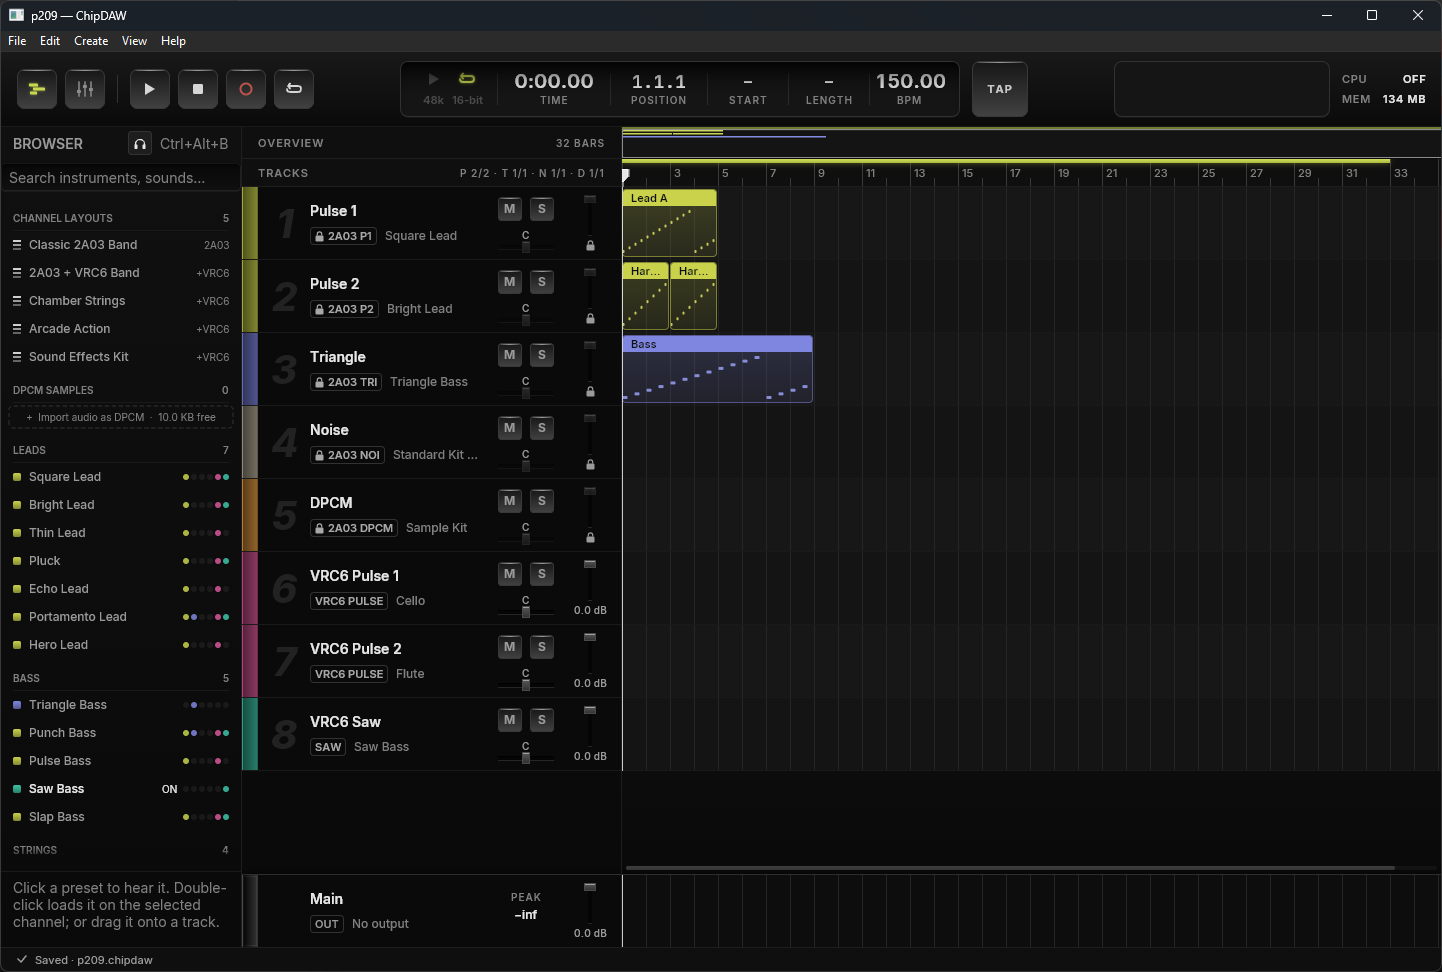 p209 — ChipDAW
File Edit Create View Help
48k 16-bit
0:00.00 TIME
1.1.1 POSITION
– START
– LENGTH
150.00 BPM
TAP
CPU OFF
MEM 134 MB
BROWSER Ctrl+Alt+B
Search instruments, sounds...
CHANNEL LAYOUTS 5
Classic 2A03 Band 2A03
2A03 + VRC6 Band +VRC6
Chamber Strings +VRC6
Arcade Action +VRC6
Sound Effects Kit +VRC6
DPCM SAMPLES 0
+ Import audio as DPCM · 10.0 KB free
LEADS 7
Square Lead
Bright Lead
Thin Lead
Pluck
Echo Lead
Portamento Lead
Hero Lead
BASS 5
Triangle Bass
Punch Bass
Pulse Bass
Saw Bass ON
Slap Bass
STRINGS 4
Click a preset to hear it. Double-
click loads it on the selected
channel; or drag it onto a track.
OVERVIEW 32 BARS
TRACKS P 2/2 · T 1/1 · N 1/1 · D 1/1
3 5 7 9 11 13 15 17 19 21 23 25 27 29 31 33
1 Pulse 1 M S
2A03 P1 Square Lead C
Lead A
2 Pulse 2 M S
2A03 P2 Bright Lead C
Har... Har...
3 Triangle M S
2A03 TRI Triangle Bass C
Bass
4 Noise M S
2A03 NOI Standard Kit ... C
5 DPCM M S
2A03 DPCM Sample Kit C
6 VRC6 Pulse 1 M S
VRC6 PULSE Cello C 0.0 dB
7 VRC6 Pulse 2 M S
VRC6 PULSE Flute C 0.0 dB
8 VRC6 Saw M S
SAW Saw Bass C 0.0 dB
Main PEAK
OUT No output –inf 0.0 dB
Saved · p209.chipdaw